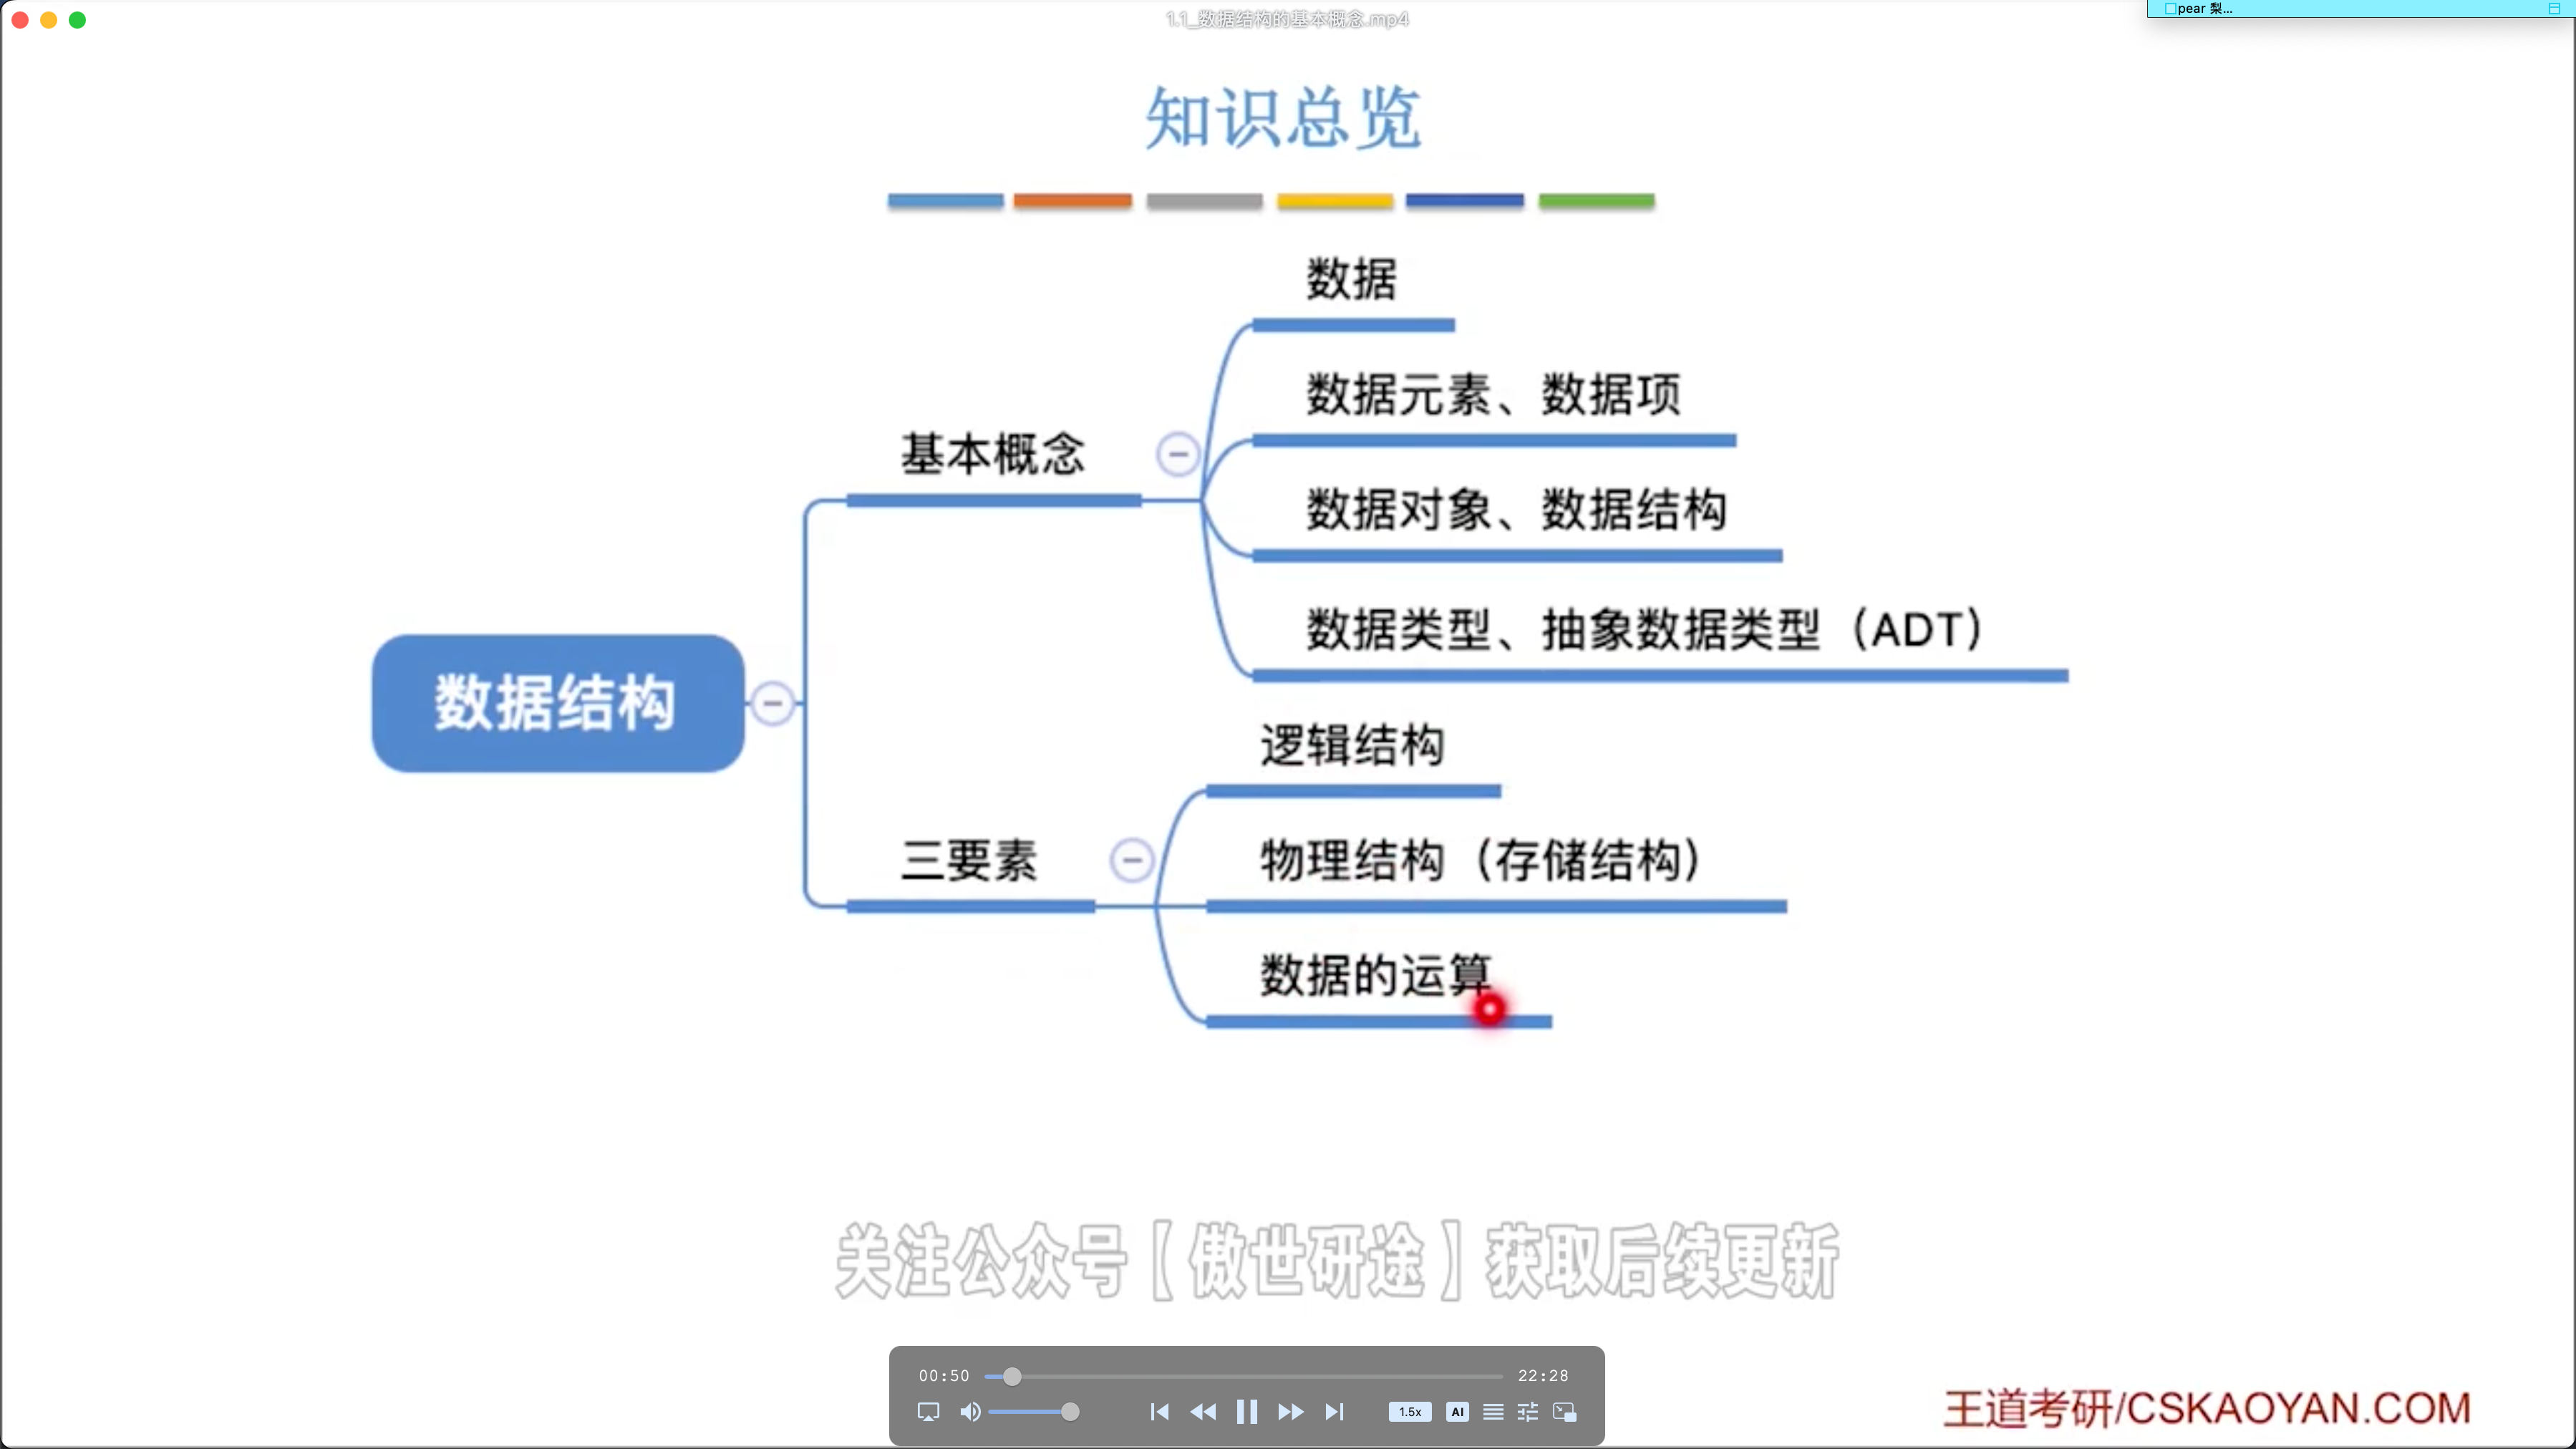 1.1_数据结构的基本概念.mp4
pear 梨...
知识总览
数据
数据元素、数据项
基本概念
数据对象、数据结构
数据类型、抽象数据类型（ADT）
数据结构
逻辑结构
三要素
物理结构（存储结构）
数据的运算
关注公众号【傲世研途】获取后续更新
00:50
22:28
1.5x
AI
王道考研/CSKAOYAN.COM